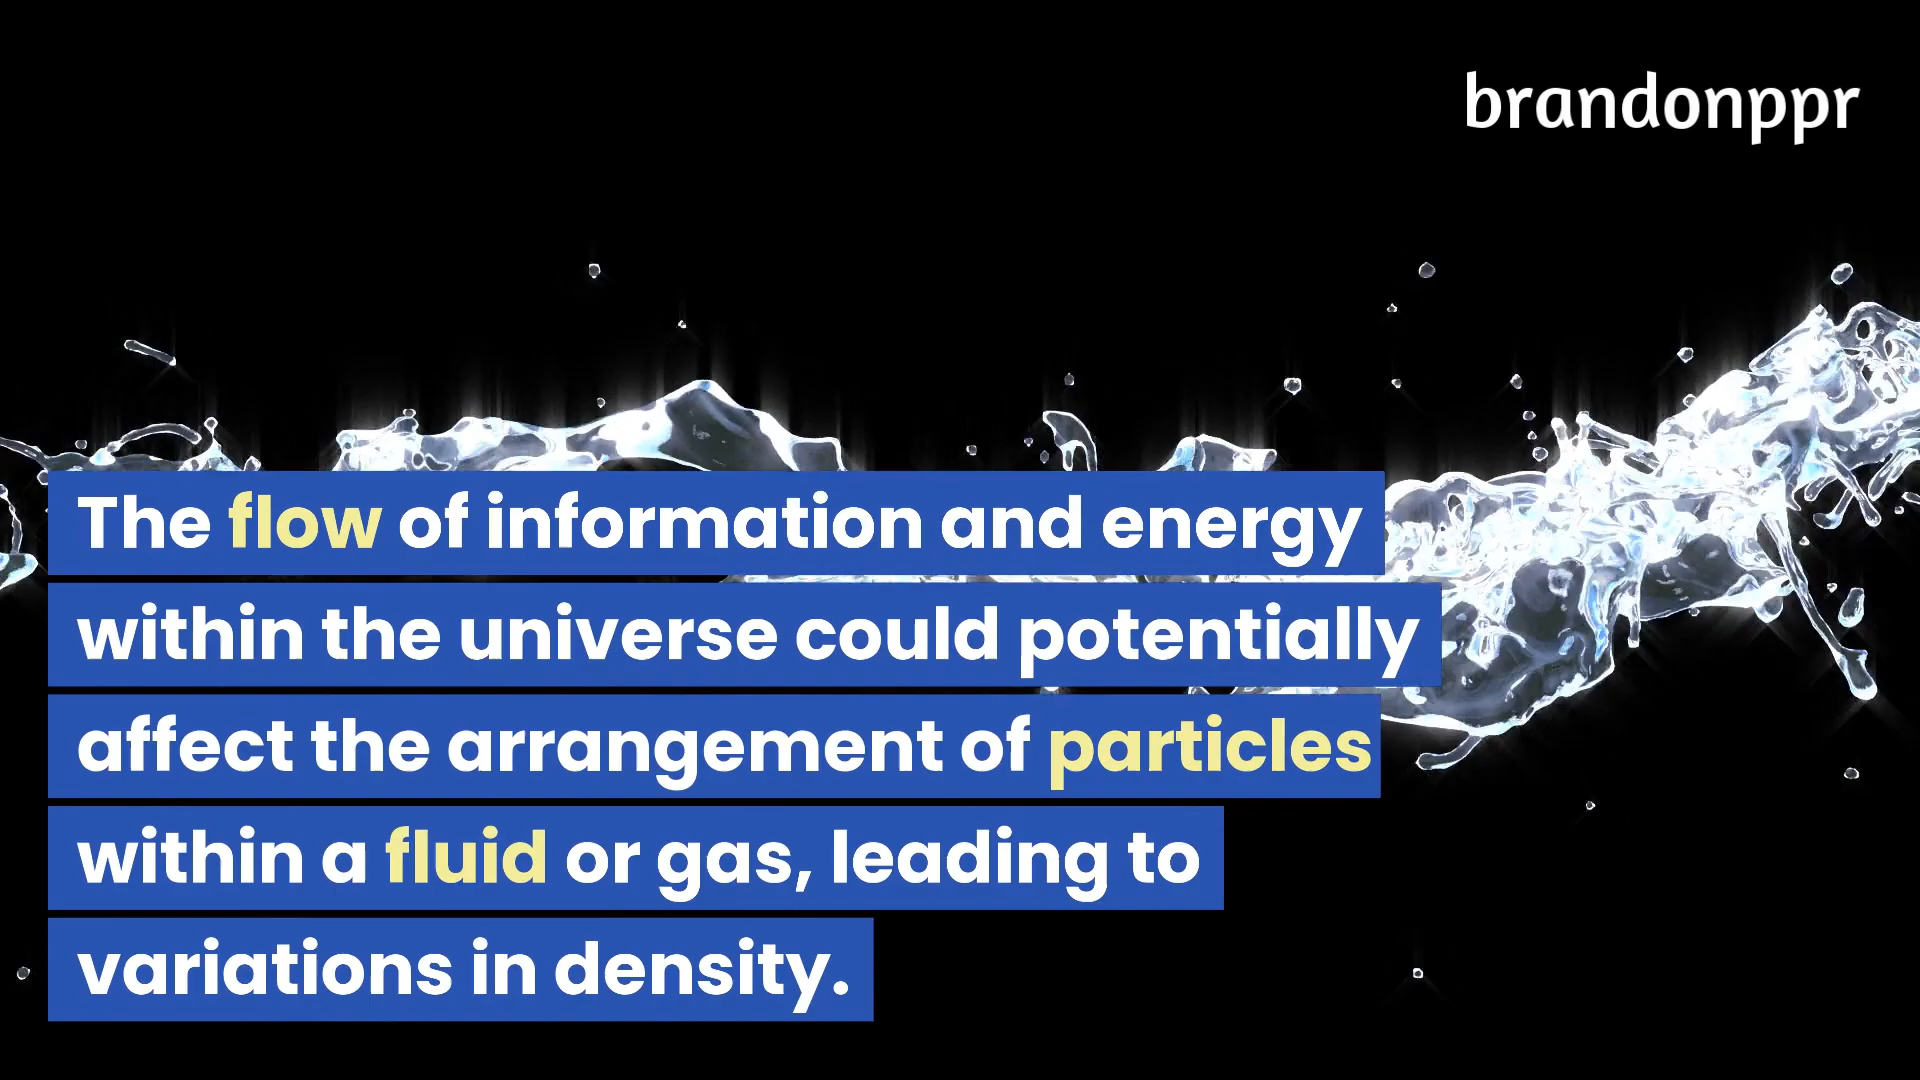 brandonppr
The flow of information and energy
within the universe could potentially
affect the arrangement of particles
within a fluid or gas, leading to
variations in density.